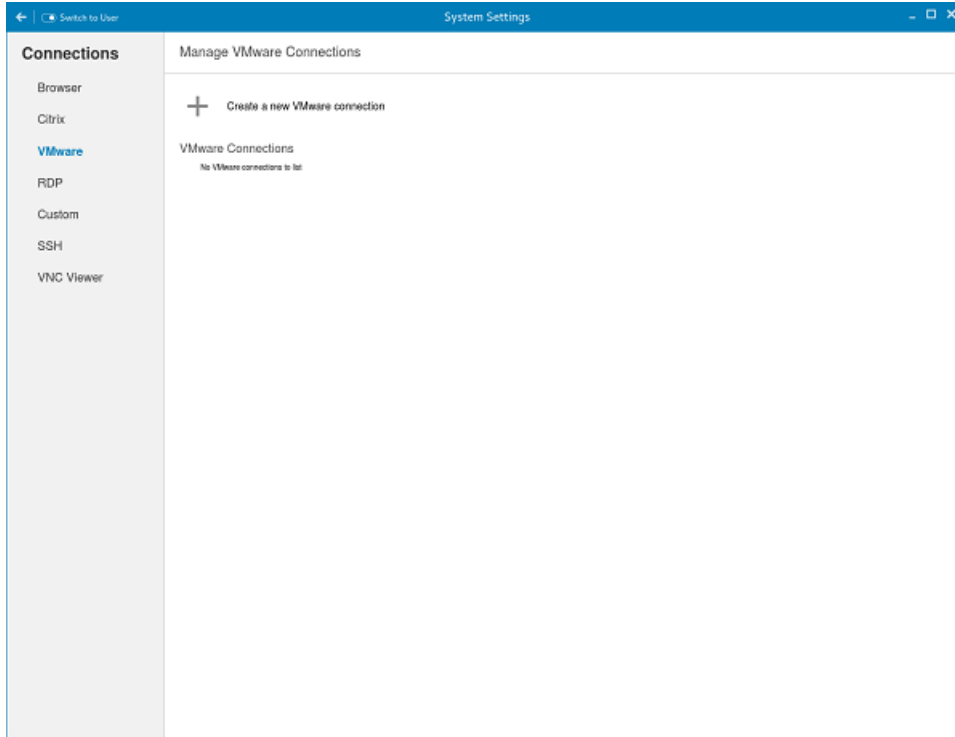 Switch to User
System Settings
Connections
Browser
Citrix
VMware
RDP
Custom
SSH
VNC Viewer
Manage VMware Connections
Create a new VMware connection
VMware Connections
No VMware connections to list